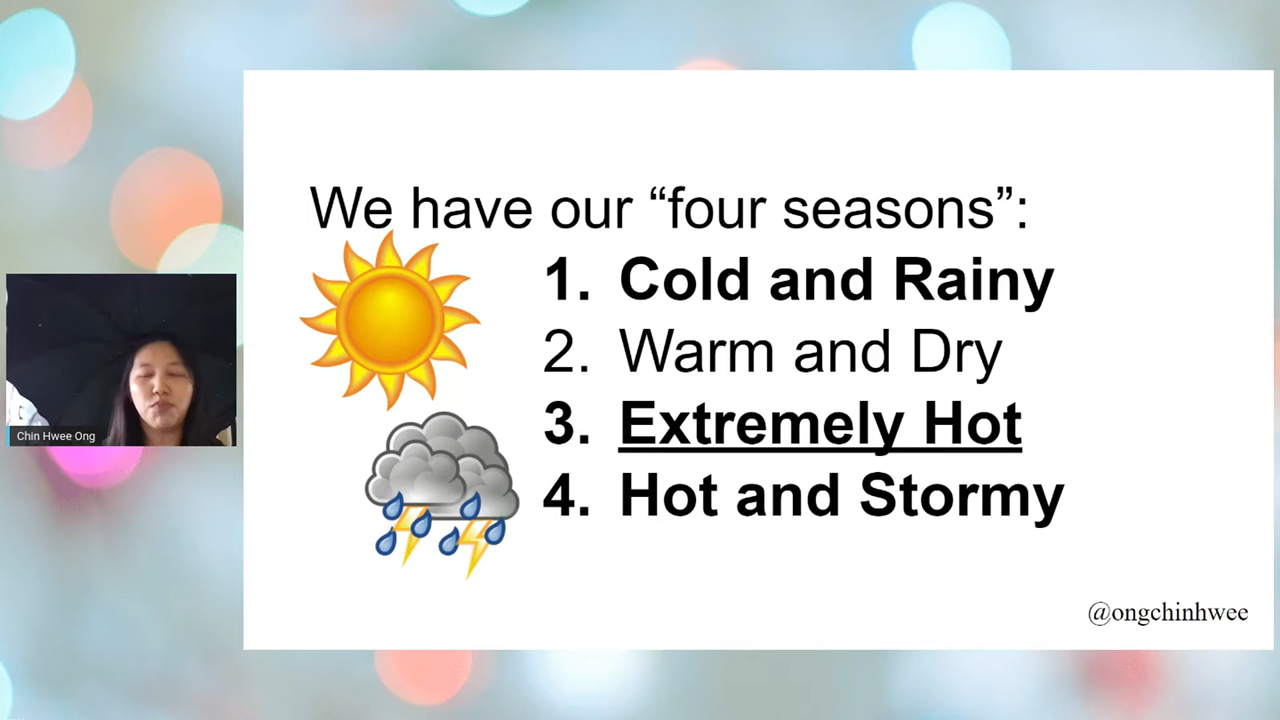 We have our “four seasons”:
1. Cold and Rainy
2. Warm and Dry
3. Extremely Hot
4. Hot and Stormy
Chin Hwee Ong
@ongchinhwee